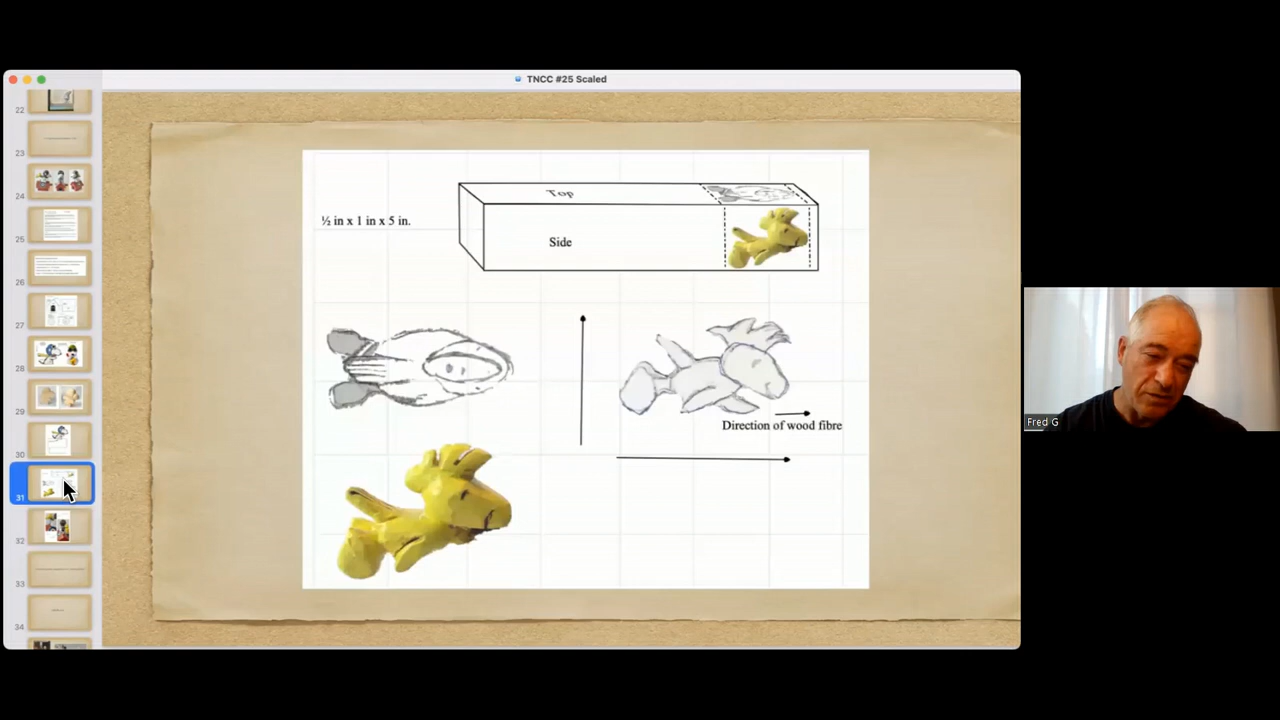 TNCC #25 Scaled
22
23
24
25
26
27
28
29
30
31
32
33
34
½ in x 1 in x 5 in.
Top
Side
Direction of wood fibre
Fred G